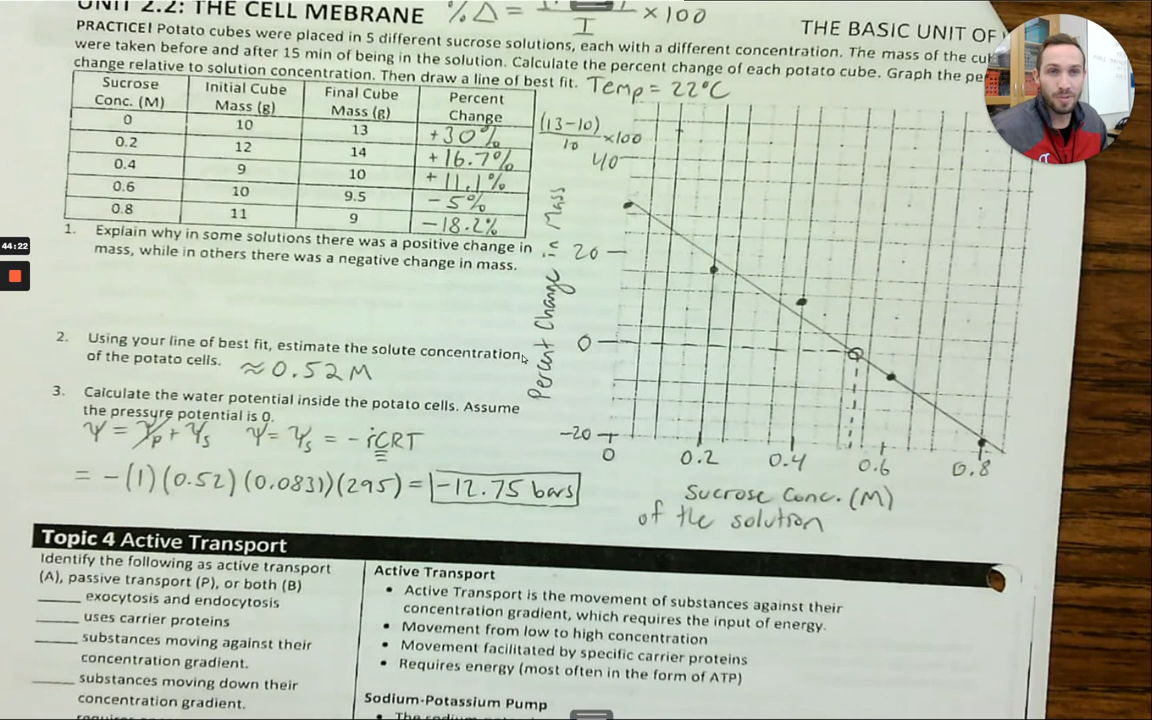 UNIT 2.2: THE CELL MEBRANE
%Δ = I ×100
THE BASIC UNIT OF
PRACTICE! Potato cubes were placed in 5 different sucrose solutions, each with a different concentration. The mass of the
were taken before and after 15 min of being in the solution. Calculate the percent change of each potato cube. Graph the
change relative to solution concentration. Then draw a line of best fit.
Temp = 22°C
Sucrose Conc. (M) Initial Cube Mass (g) Final Cube Mass (g) Percent Change
0 10 13 +30%
0.2 12 14 +16.7%
0.4 9 10 +11.1%
0.6 10 9.5 -5%
0.8 11 9 -18.2%
(13-10)
10 ×100
1. Explain why in some solutions there was a positive change in
mass, while in others there was a negative change in mass.
2. Using your line of best fit, estimate the solute concentration
of the potato cells. ≈0.52M
3. Calculate the water potential inside the potato cells. Assume
the pressure potential is 0.
Ψ = Ψp + Ψs Ψ = Ψs = -iCRT
= -(1)(0.52)(0.0831)(295) = -12.75 bars
Percent Change in Mass
40
20
0
-20
0 0.2 0.4 0.6 0.8
Sucrose Conc. (M)
of the solution
44:22
Topic 4 Active Transport
Identify the following as active transport
(A), passive transport (P), or both (B)
_____ exocytosis and endocytosis
_____ uses carrier proteins
_____ substances moving against their
concentration gradient.
_____ substances moving down their
concentration gradient.
Active Transport
• Active Transport is the movement of substances against their
concentration gradient, which requires the input of energy.
• Movement from low to high concentration
• Movement facilitated by specific carrier proteins
• Requires energy (most often in the form of ATP)
Sodium-Potassium Pump